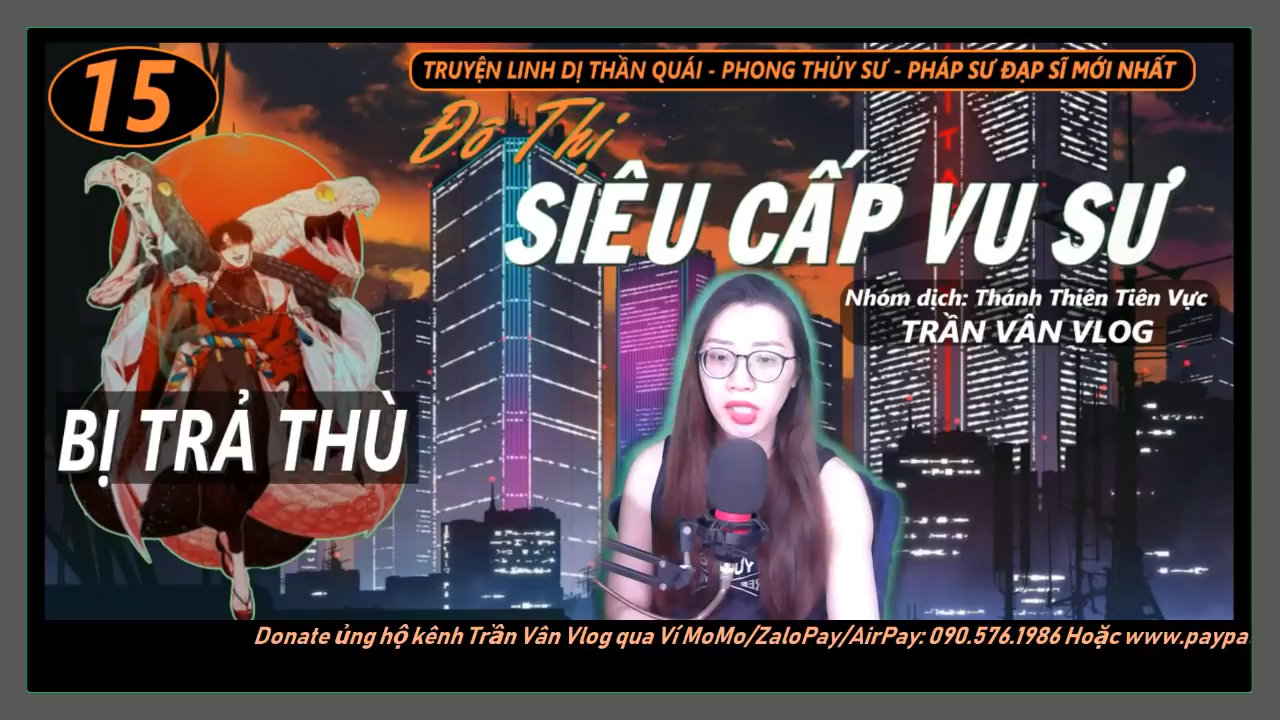 15
TRUYỆN LINH DỊ THẦN QUÁI - PHONG THỦY SƯ - PHÁP SƯ ĐẠP SĨ MỚI NHẤT
Đô Thị
SIÊU CẤP VU SƯ
Nhóm dịch: Thánh Thiên Tiên Vực
TRẦN VÂN VLOG
BỊ TRẢ THÙ
Donate ủng hộ kênh Trần Vân Vlog qua Ví MoMo/ZaloPay/AirPay: 090.576.1986 Hoặc www.paypa